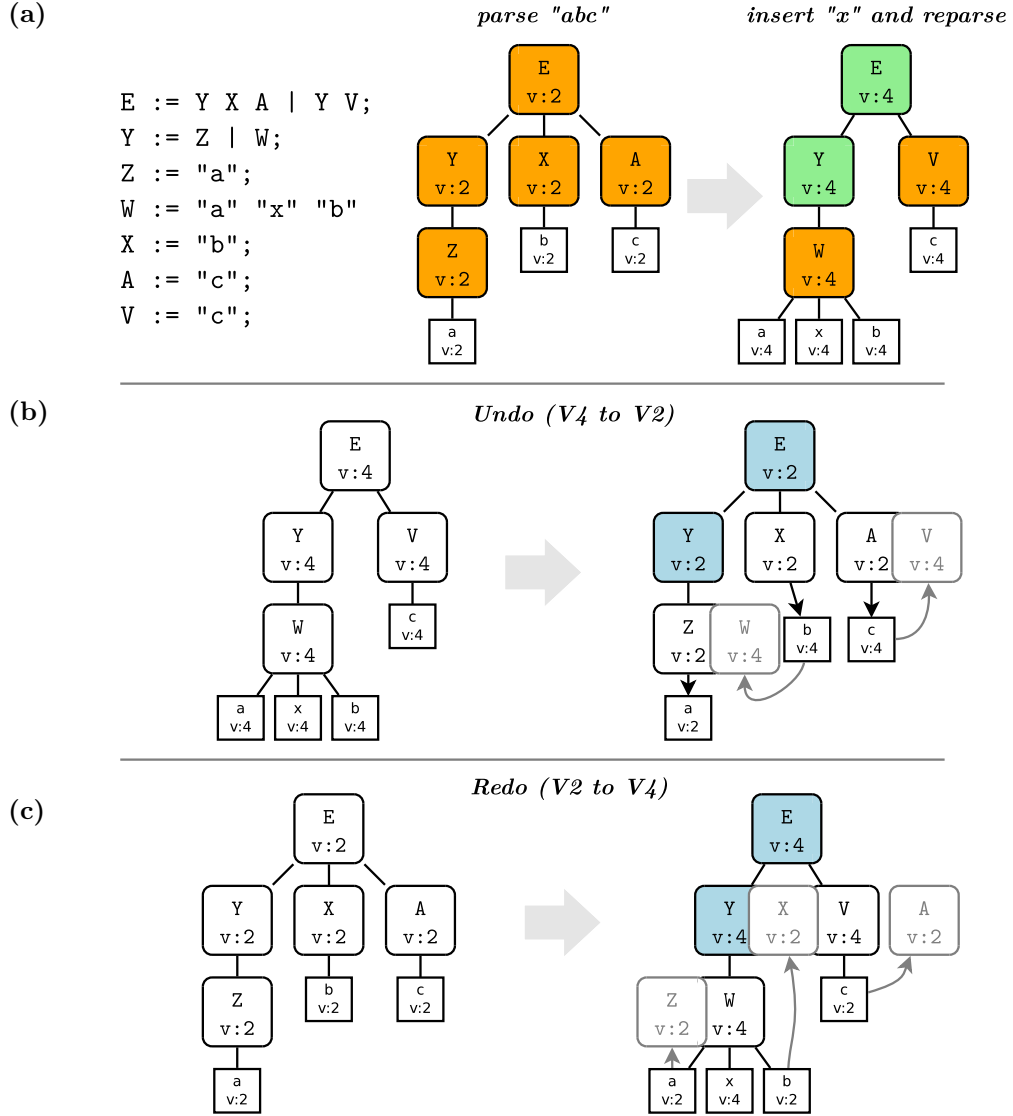 (a)
parse "abc"
insert "x" and reparse
E := Y X A | Y V;
Y := Z | W;
Z := "a";
W := "a" "x" "b"
X := "b";
A := "c";
V := "c";
E
v:2
Y
v:2
X
v:2
A
v:2
Z
v:2
b
v:2
c
v:2
a
v:2
E
v:4
Y
v:4
V
v:4
W
v:4
c
v:4
a
v:4
x
v:4
b
v:4
(b)
Undo (V4 to V2)
E
v:4
Y
v:4
V
v:4
W
v:4
c
v:4
a
v:4
x
v:4
b
v:4
E
v:2
Y
v:2
X
v:2
A
v:2
V
v:4
Z
v:2
W
v:4
b
v:4
c
v:4
a
v:2
(c)
Redo (V2 to V4)
E
v:2
Y
v:2
X
v:2
A
v:2
Z
v:2
b
v:2
c
v:2
a
v:2
E
v:4
Y
v:4
X
v:2
V
v:4
A
v:2
Z
v:2
W
v:4
c
v:2
a
v:2
x
v:4
b
v:2